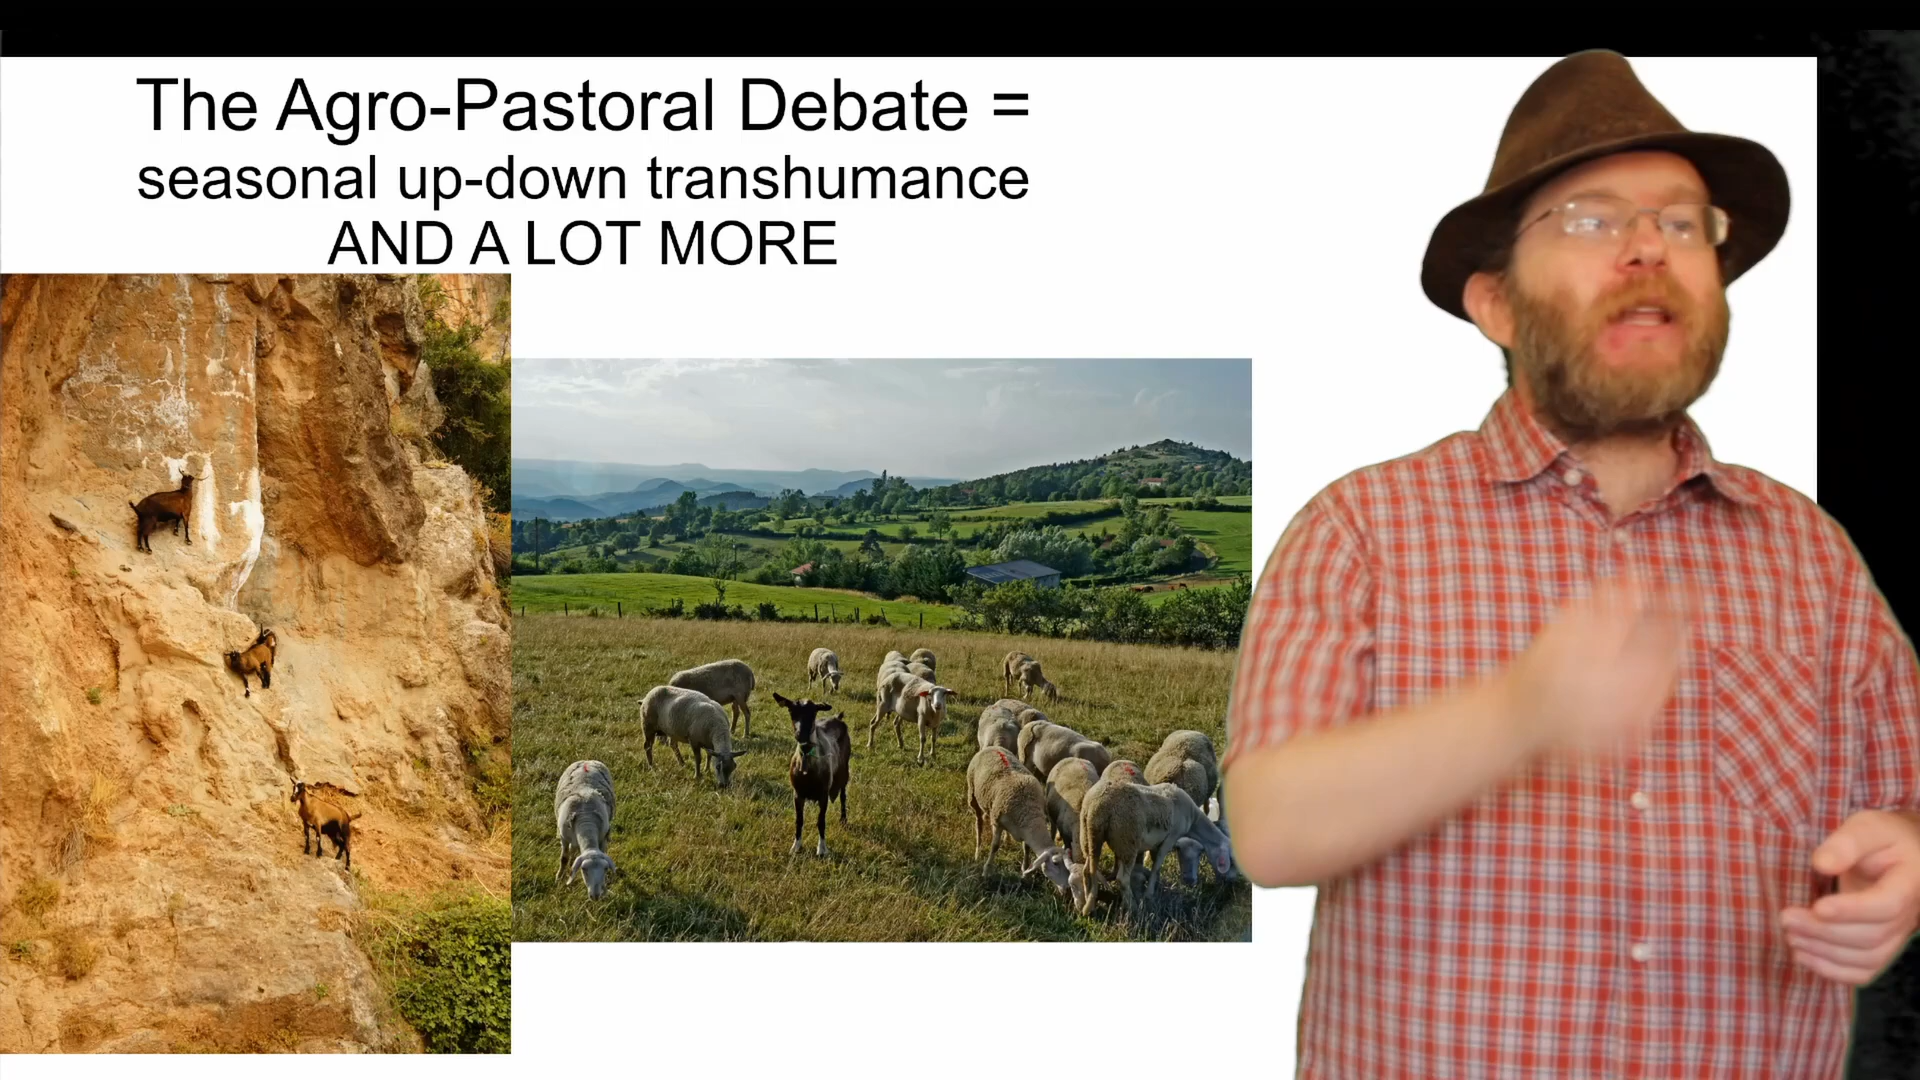 The Agro-Pastoral Debate =
seasonal up-down transhumance
AND A LOT MORE